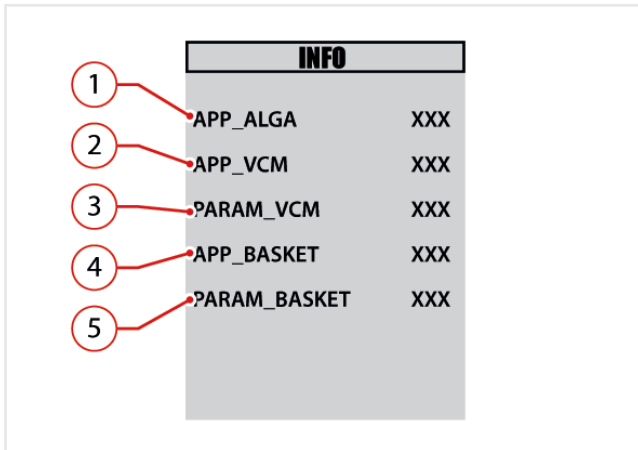 INFO
1
APP_ALGA XXX
2
APP_VCM XXX
3
PARAM_VCM XXX
4
APP_BASKET XXX
5
PARAM_BASKET XXX